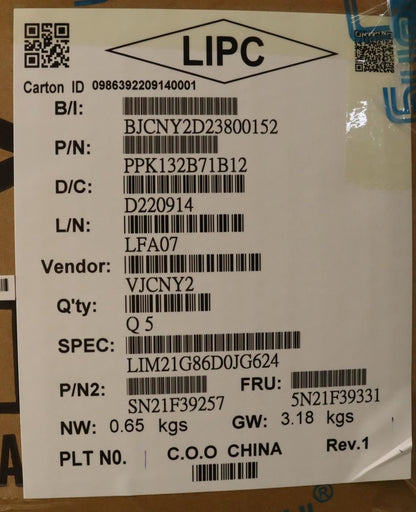 LIPC
Carton ID 0986392209140001
B/I:
BJCNY2D23800152
P/N:
PPK132B71B12
D/C:
D220914
L/N:
LFA07
Vendor:
VJCNY2
Q'ty:
Q 5
SPEC:
LIM21G86D0JG624
P/N2: FRU:
SN21F39257 5N21F39331
NW: 0.65 kgs GW: 3.18 kgs
PLT N0. C.O.O CHINA Rev.1